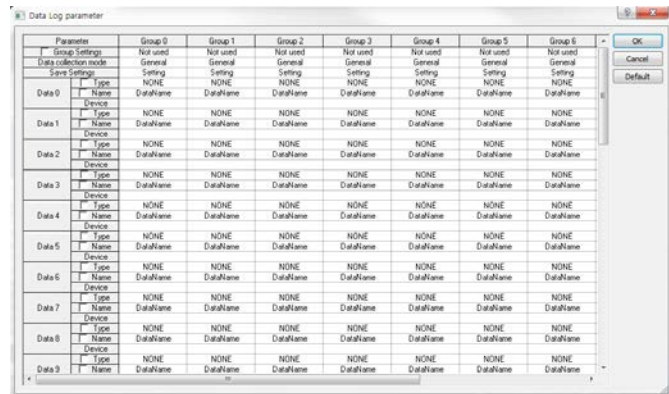 Data Log parameter
Parameter Group 0 Group 1 Group 2 Group 3 Group 4 Group 5 Group 6
Group Settings Not used Not used Not used Not used Not used Not used Not used
Data collection mode General General General General General General General
Save Settings Setting Setting Setting Setting Setting Setting Setting
Data 0 Type NONE NONE NONE NONE NONE NONE NONE
Name DataName DataName DataName DataName DataName DataName DataName
Device
Data 1 Type NONE NONE NONE NONE NONE NONE NONE
Name DataName DataName DataName DataName DataName DataName DataName
Device
Data 2 Type NONE NONE NONE NONE NONE NONE NONE
Name DataName DataName DataName DataName DataName DataName DataName
Device
Data 3 Type NONE NONE NONE NONE NONE NONE NONE
Name DataName DataName DataName DataName DataName DataName DataName
Device
Data 4 Type NONE NONE NONE NONE NONE NONE NONE
Name DataName DataName DataName DataName DataName DataName DataName
Device
Data 5 Type NONE NONE NONE NONE NONE NONE NONE
Name DataName DataName DataName DataName DataName DataName DataName
Device
Data 6 Type NONE NONE NONE NONE NONE NONE NONE
Name DataName DataName DataName DataName DataName DataName DataName
Device
Data 7 Type NONE NONE NONE NONE NONE NONE NONE
Name DataName DataName DataName DataName DataName DataName DataName
Device
Data 8 Type NONE NONE NONE NONE NONE NONE NONE
Name DataName DataName DataName DataName DataName DataName DataName
Device
Data 9 Type NONE NONE NONE NONE NONE NONE NONE
Name DataName DataName DataName DataName DataName DataName DataName
OK
Cancel
Default